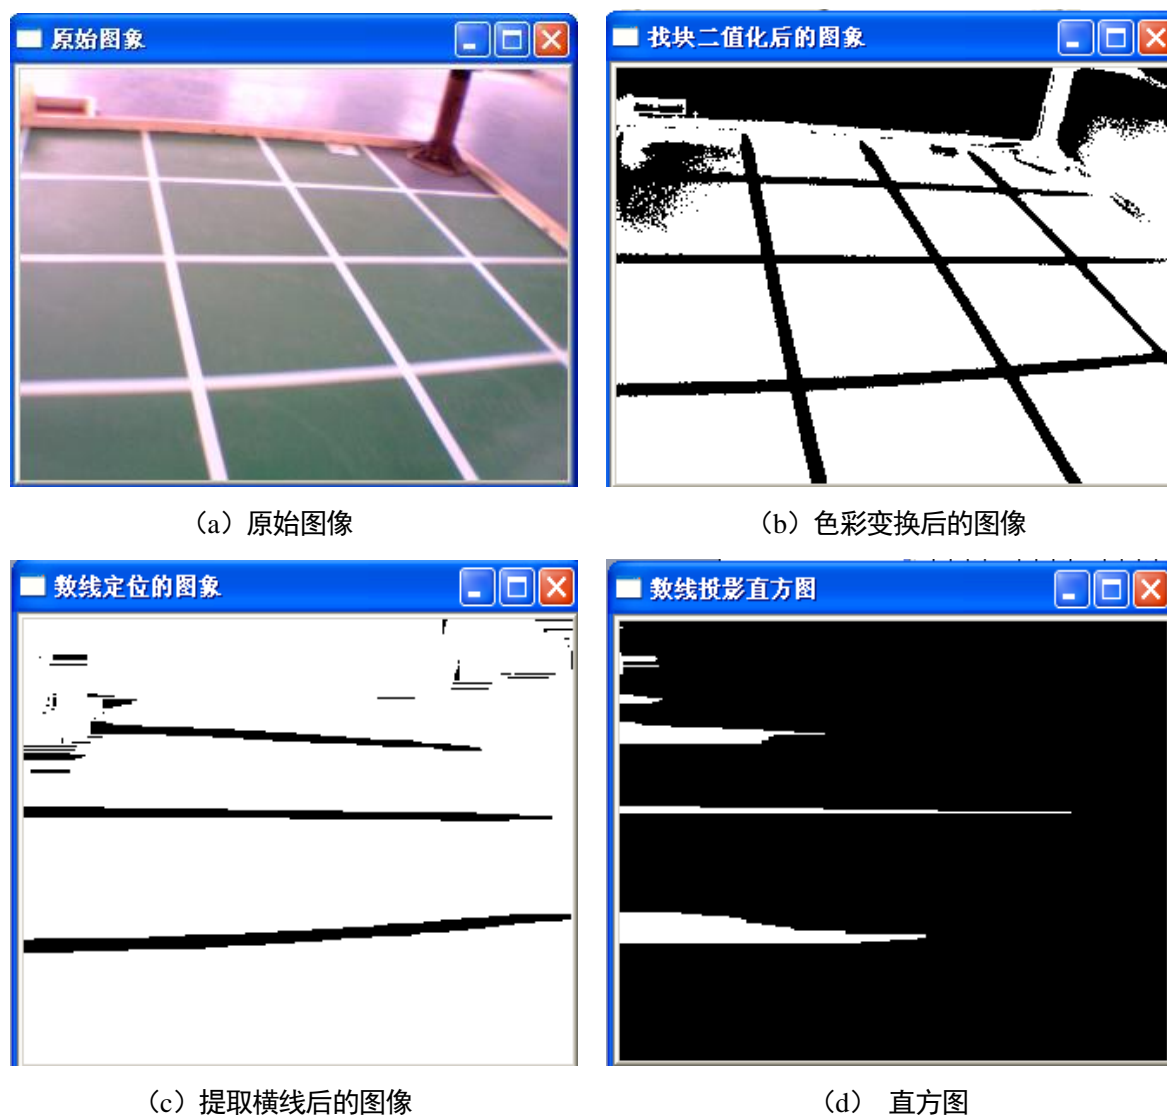 原始图象
找块二值化后的图象
（a）原始图像
（b）色彩变换后的图像
数线定位的图象
数线投影直方图
（c）提取横线后的图像
（d） 直方图